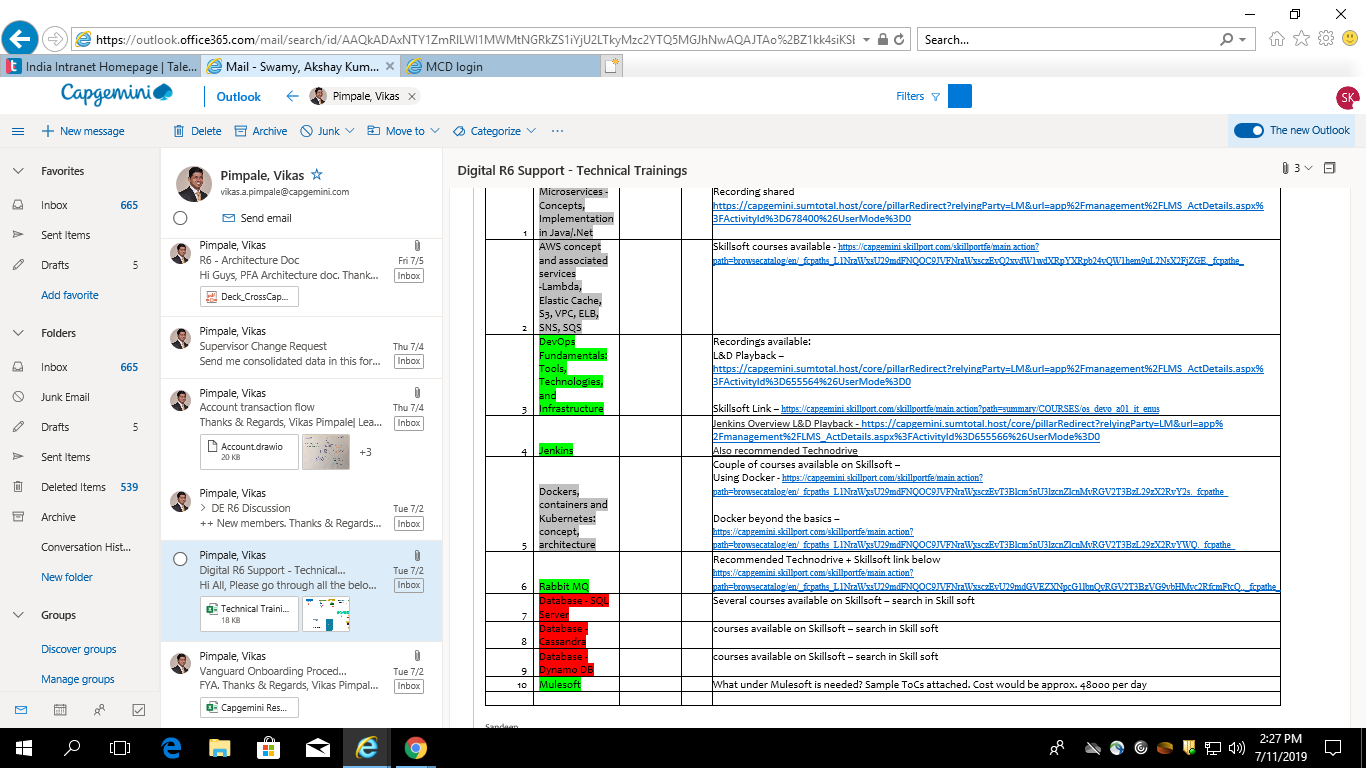 https://outlook.office365.com/mail/search/id/
Search...
India Intranet Homepage | Tale...
Mail - Swamy, Akshay Kum...
MCD login
Capgemini
Outlook
Pimpale, Vikas
Filters
SK
New message
Delete
Archive
Junk
Move to
Categorize
The new Outlook
Favorites
Inbox 665
Sent Items
Drafts 5
Add favorite
Folders
Inbox 665
Junk Email
Drafts 5
Sent Items
Deleted Items 539
Archive
Conversation Hist...
New folder
Groups
Discover groups
Manage groups
Pimpale, Vikas
vikas.a.pimpale@capgemini.com
Send email
Pimpale, Vikas
R6 - Architecture Doc Fri 7/5
Hi Guys, PFA Architecture doc. Thank... Inbox
Deck_CrossCap...
Pimpale, Vikas
Supervisor Change Request Thu 7/4
Send me consolidated data in this for... Inbox
Pimpale, Vikas
Account transaction flow Thu 7/4
Thanks & Regards, Vikas Pimpale| Lea... Inbox
Account.drawio
20 KB
+3
Pimpale, Vikas
> DE R6 Discussion Tue 7/2
++ New members. Thanks & Regards... Inbox
Pimpale, Vikas
Digital R6 Support - Technical... Tue 7/2
Hi All, Please go through all the belo... Inbox
Technical Traini...
18 KB
Pimpale, Vikas
Vanguard Onboarding Proced... Tue 7/2
FYA. Thanks & Regards, Vikas Pimpal... Inbox
Capgemini Res...
Digital R6 Support - Technical Trainings
3
Microservices -
Concepts,
Implementation
1 in Java/.Net
Recording shared
https://capgemini.sumtotal.host/core/pillarRedirect?relyingParty=LM&url=app%2Fmanagement%2FLMS_ActDetails.aspx%
3FActivityId%3D678400%26UserMode%3D0
AWS concept
and associated
services
-Lambda,
Elastic Cache,
S3, VPC, ELB,
2 SNS, SQS
Skillsoft courses available - https://capgemini.skillport.com/skillportfe/main.action?
DevOps
Fundamentals:
Tools,
Technologies,
and
3 Infrastructure
Recordings available:
L&D Playback –
https://capgemini.sumtotal.host/core/pillarRedirect?relyingParty=LM&url=app%2Fmanagement%2FLMS_ActDetails.aspx%
3FActivityId%3D655564%26UserMode%3D0
Skillsoft Link – https://capgemini.skillport.com/skillportfe/main.action?path=summary/COURSES/os_devo_a01_it_enus
4 Jenkins
Jenkins Overview L&D Playback - https://capgemini.sumtotal.host/core/pillarRedirect?relyingParty=LM&url=app%
2Fmanagement%2FLMS_ActDetails.aspx%3FActivityId%3D655566%26UserMode%3D0
Also recommended Technodrive
Dockers,
containers and
Kubernetes:
concept,
5 architecture
Couple of courses available on Skillsoft –
Using Docker - https://capgemini.skillport.com/skillportfe/main.action?
Docker beyond the basics –
https://capgemini.skillport.com/skillportfe/main.action?
6 Rabbit MQ
Recommended Technodrive + Skillsoft link below
https://capgemini.skillport.com/skillportfe/main.action?
Database - SQL
7 Server
Several courses available on Skillsoft – search in Skill soft
Database -
8 Cassandra
courses available on Skillsoft – search in Skill soft
Database -
9 Dynamo DB
courses available on Skillsoft – search in Skill soft
10 Mulesoft
What under Mulesoft is needed? Sample ToCs attached. Cost would be approx. 48000 per day
Sandeep
2:27 PM
7/11/2019